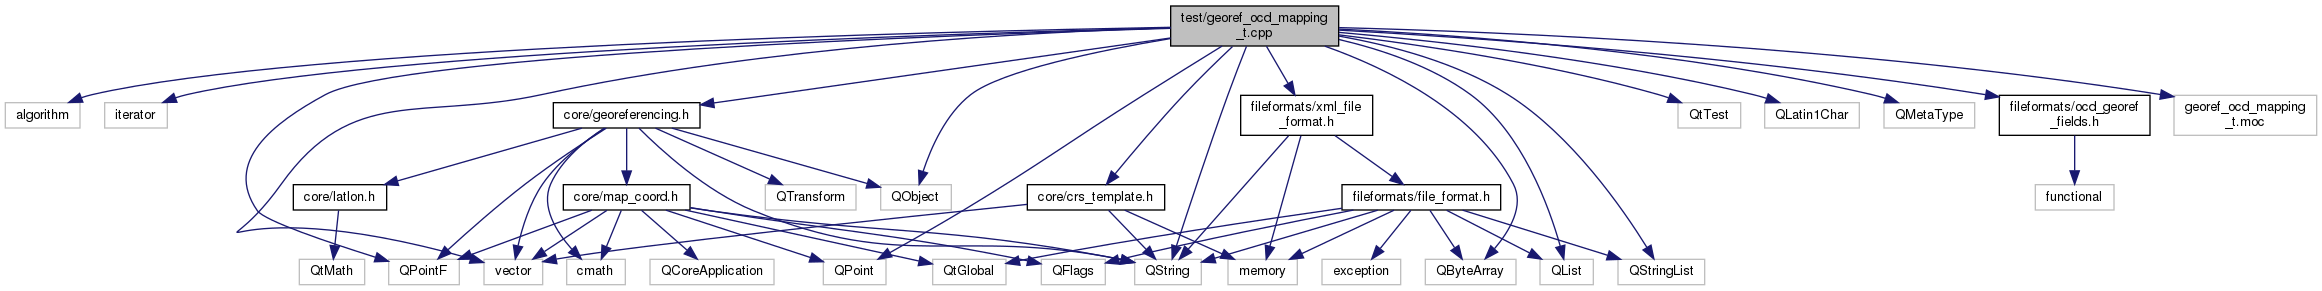 test/georef_ocd_mapping
_t.cpp
algorithm
iterator
core/georeferencing.h
fileformats/xml_file
_format.h
QtTest
QLatin1Char
QMetaType
fileformats/ocd_georef
_fields.h
georef_ocd_mapping
_t.moc
core/latlon.h
core/map_coord.h
QTransform
QObject
core/crs_template.h
fileformats/file_format.h
functional
QtMath
QPointF
vector
cmath
QCoreApplication
QPoint
QtGlobal
QFlags
QString
memory
exception
QByteArray
QList
QStringList